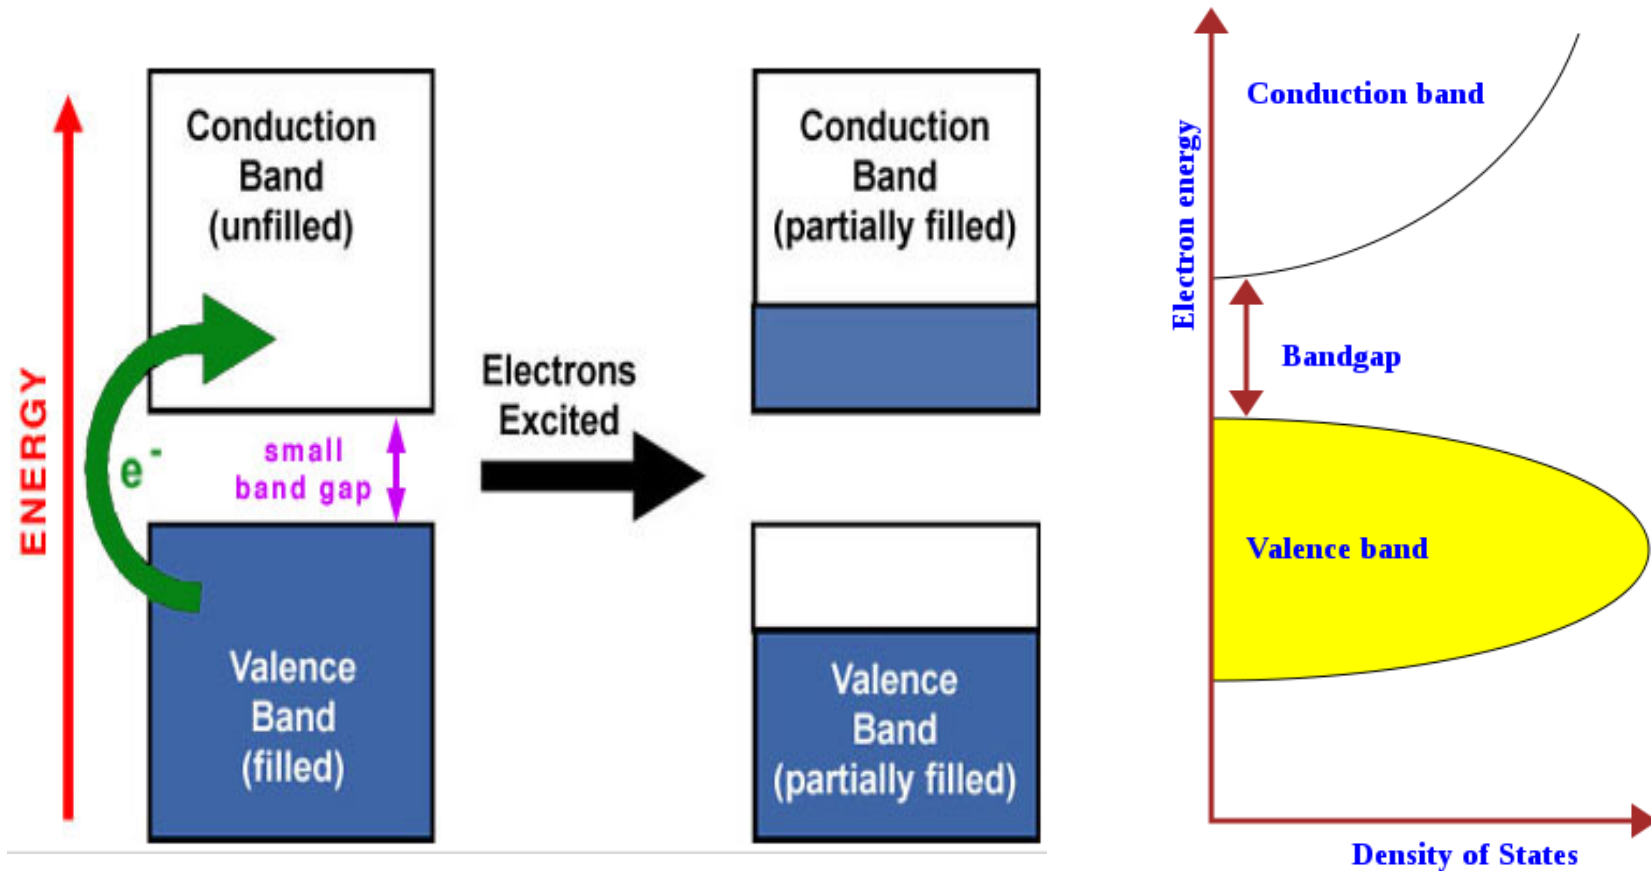 ENERGY
Conduction
Band
(unfilled)
e-
small
band gap
Valence
Band
(filled)
Electrons
Excited
Conduction
Band
(partially filled)
Valence
Band
(partially filled)
Electron energy
Conduction band
Bandgap
Valence band
Density of States